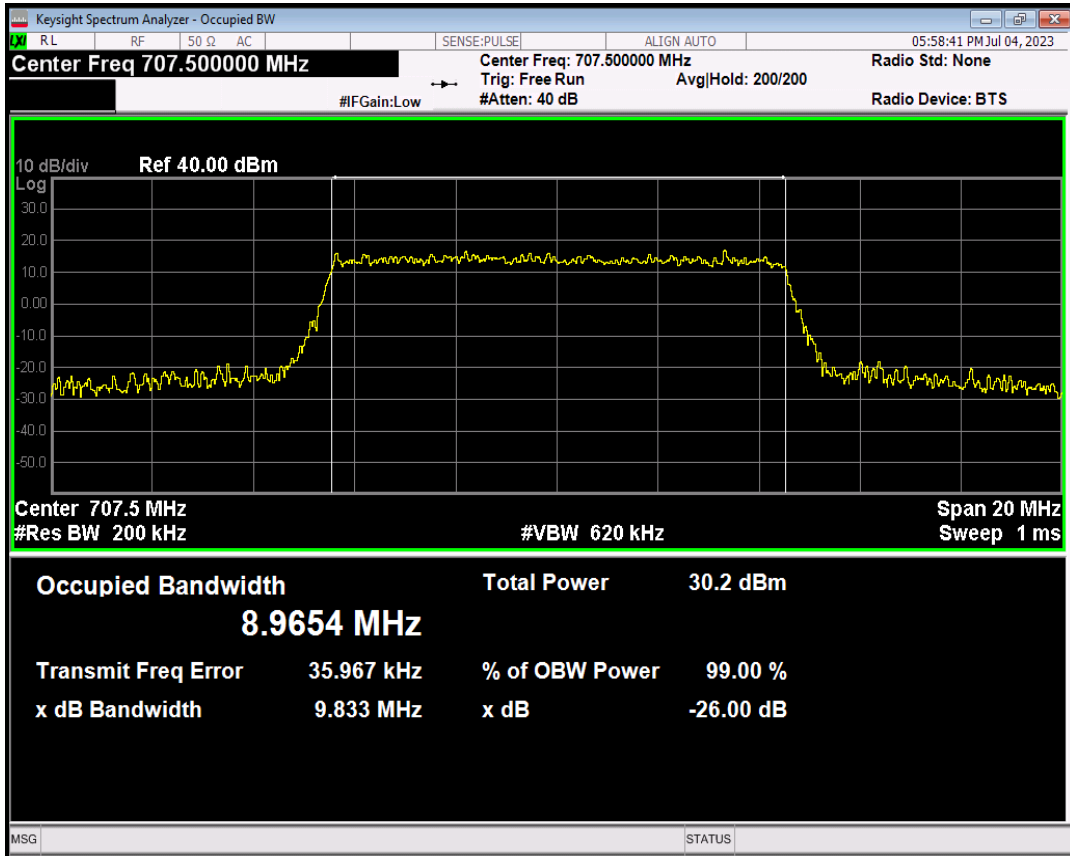 Keysight Spectrum Analyzer - Occupied BW
LXI RL RF 50 Ω AC SENSE:PULSE ALIGN AUTO 05:58:41 PM Jul 04, 2023
Center Freq 707.500000 MHz Center Freq: 707.500000 MHz Radio Std: None
Trig: Free Run Avg|Hold: 200/200
#IFGain:Low #Atten: 40 dB Radio Device: BTS
10 dB/div Ref 40.00 dBm
Log
30.0
20.0
10.0
0.00
-10.0
-20.0
-30.0
-40.0
-50.0
Center 707.5 MHz Span 20 MHz
#Res BW 200 kHz #VBW 620 kHz Sweep 1 ms
Occupied Bandwidth Total Power 30.2 dBm
8.9654 MHz
Transmit Freq Error 35.967 kHz % of OBW Power 99.00 %
x dB Bandwidth 9.833 MHz x dB -26.00 dB
MSG STATUS